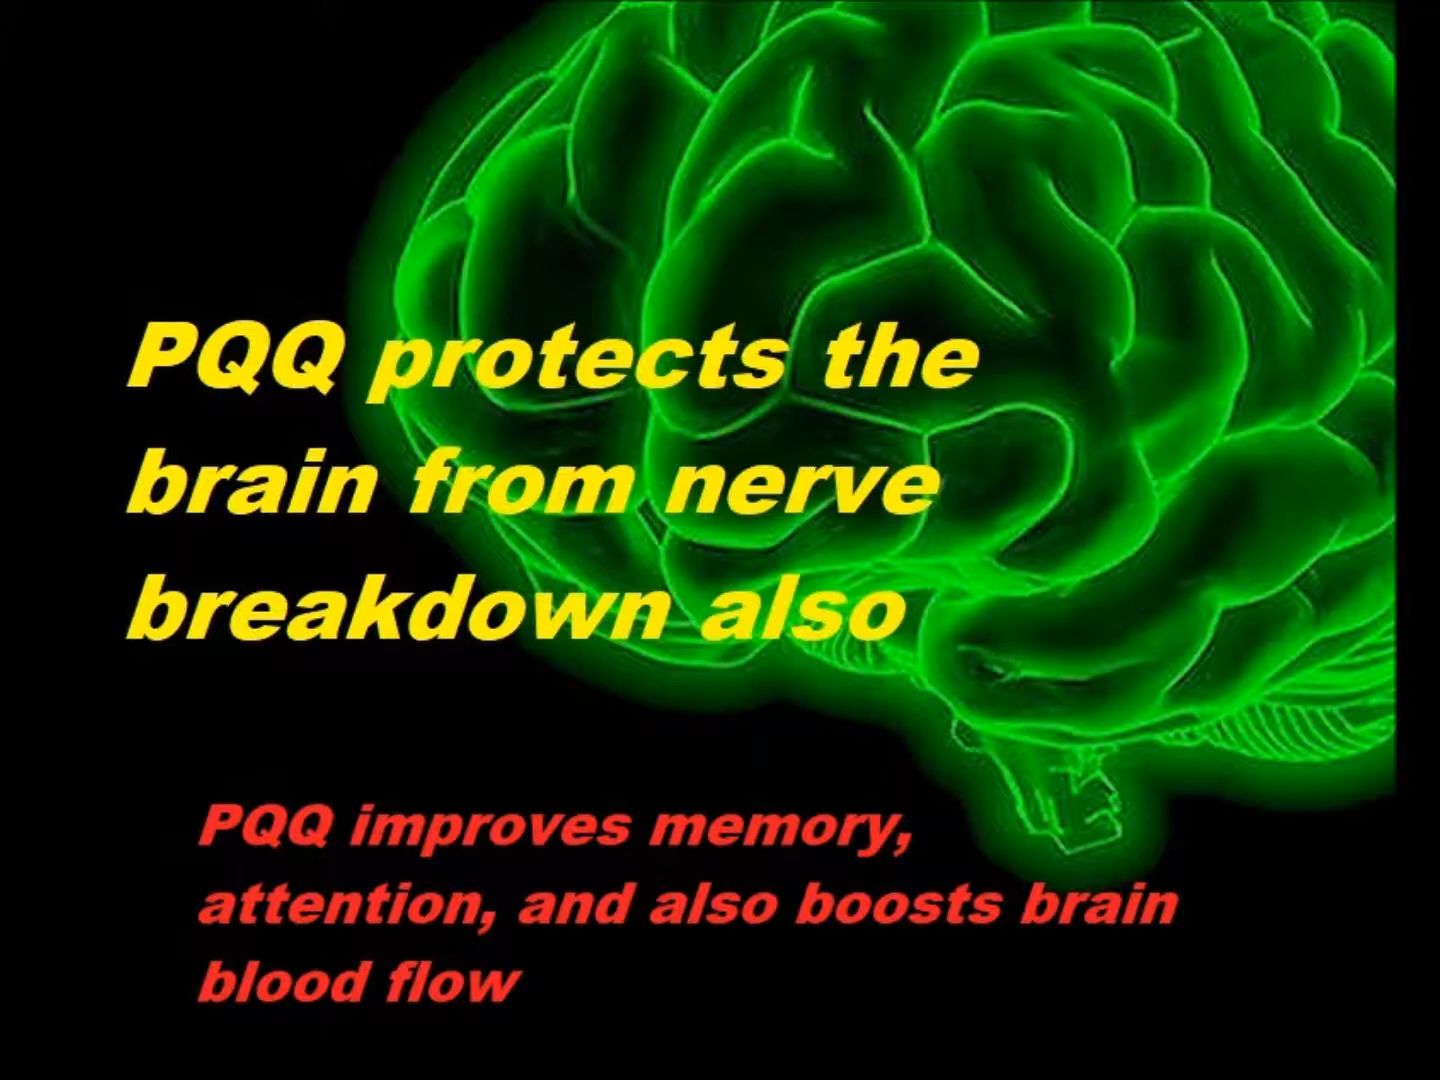 PQQ protects the
brain from nerve
breakdown also
PQQ improves memory,
attention, and also boosts brain
blood flow